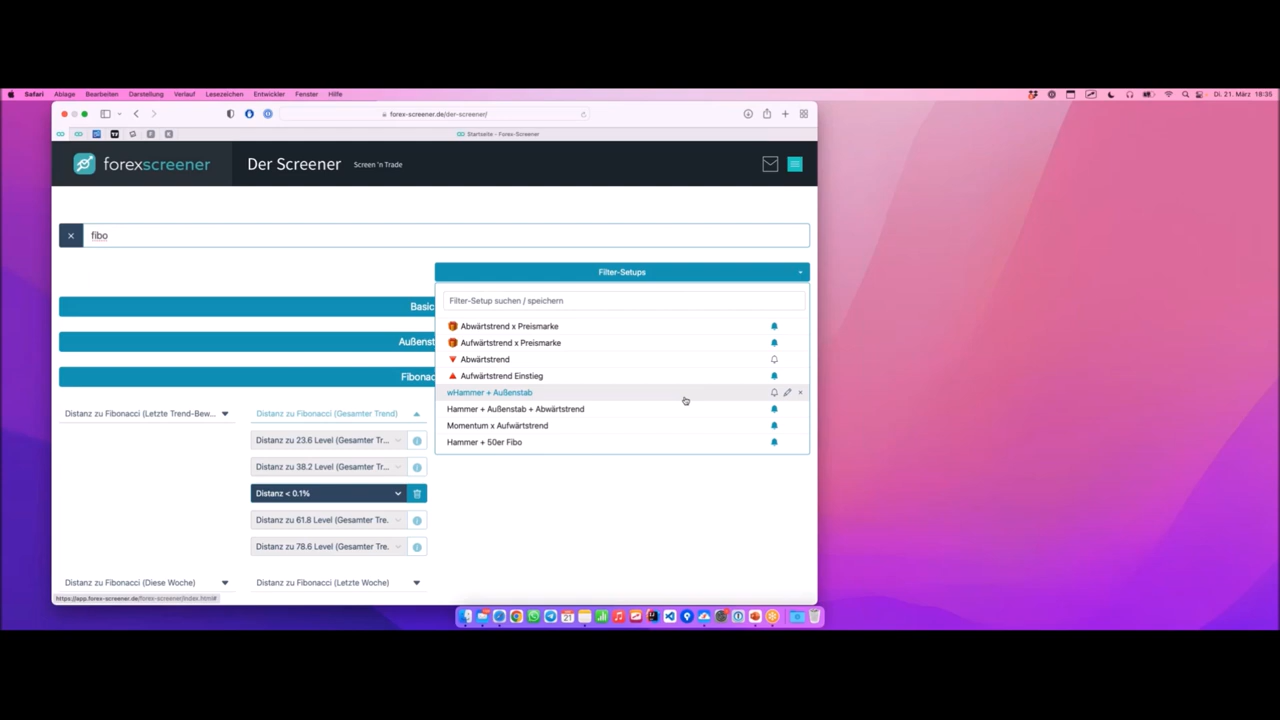 Safari Ablage Bearbeiten Darstellung Verlauf Lesezeichen Entwickler Fenster Hilfe
Di. 21. März 18:35
forex-screener.de/der-screener/
Startseite - Forex-Screener
forexscreener
Der Screener
Screen 'n Trade
fibo
Filter-Setups
Filter-Setup suchen / speichern
Basic
Abwärtstrend x Preismarke
Außenst
Aufwärtstrend x Preismarke
Abwärtstrend
Fibonac
Aufwärtstrend Einstieg
wHammer + Außenstab
Hammer + Außenstab + Abwärtstrend
Momentum x Aufwärtstrend
Hammer + 50er Fibo
Distanz zu Fibonacci (Letzte Trend-Bew...
Distanz zu Fibonacci (Gesamter Trend)
Distanz zu 23.6 Level (Gesamter Tr...
Distanz zu 38.2 Level (Gesamter Tr...
Distanz < 0.1%
Distanz zu 61.8 Level (Gesamter Tre.
Distanz zu 78.6 Level (Gesamter Tre.
Distanz zu Fibonacci (Diese Woche)
Distanz zu Fibonacci (Letzte Woche)
https://app.forex-screener.de/forex-screener/index.html#